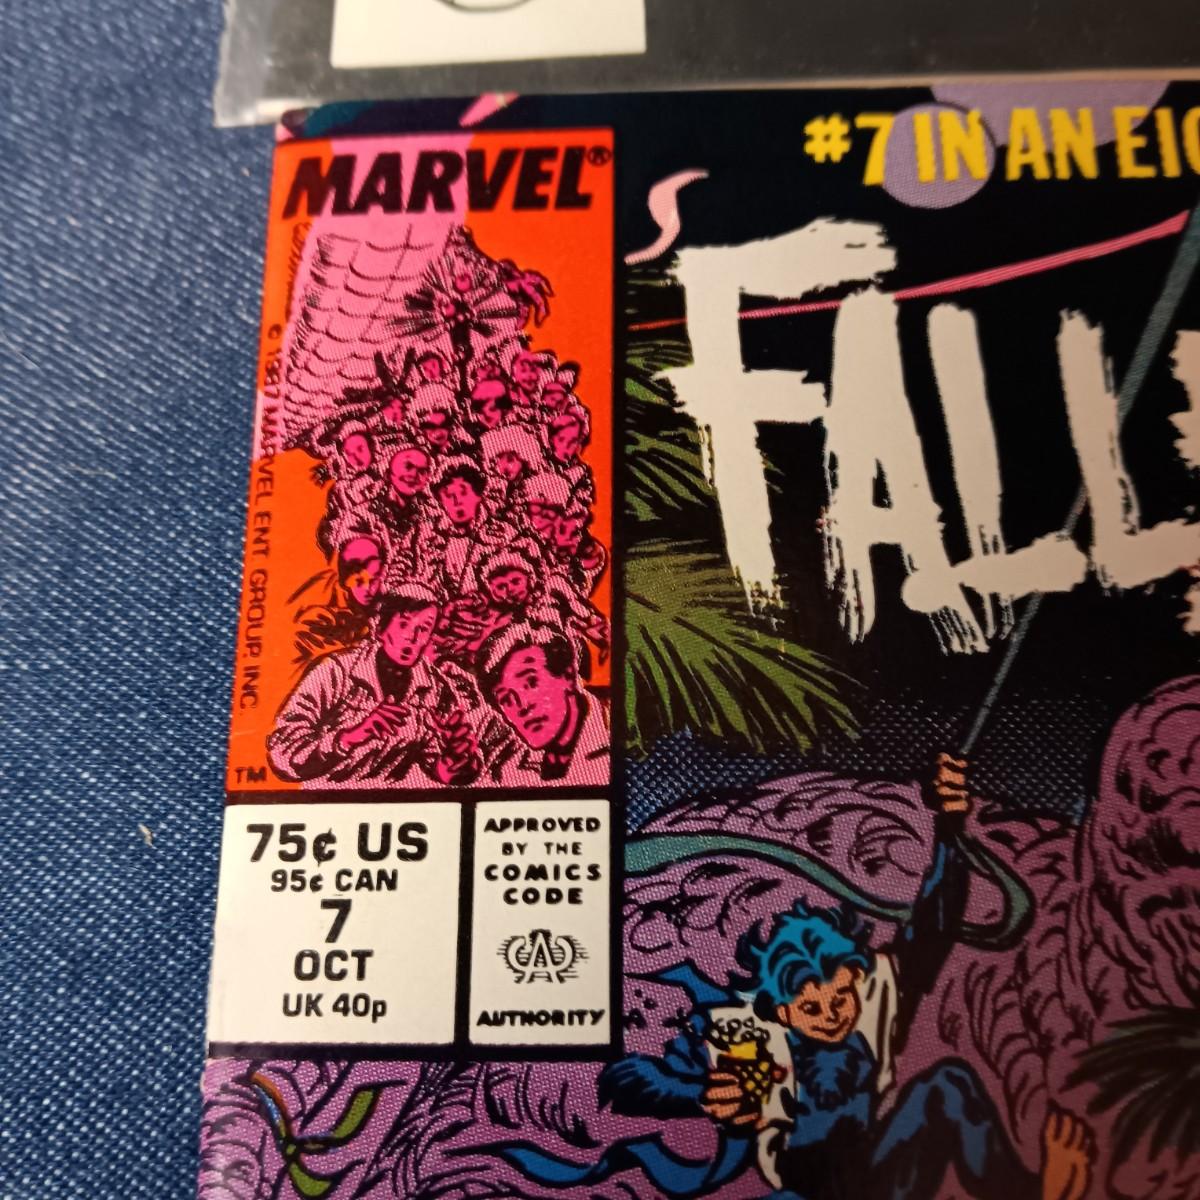 MARVEL®
#7 IN AN
FALL
© 1987 MARVEL ENT GROUP, INC.
TM
75¢ US
95¢ CAN
7
OCT
UK 40p
APPROVED
BY THE
COMICS
CODE
A
AUTHORITY